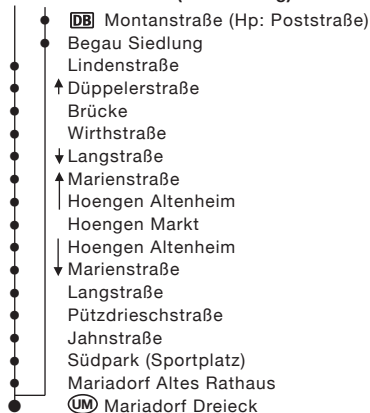 DB Montanstraße (Hp: Poststraße)
Begau Siedlung
Lindenstraße
Düppelerstraße
Brücke
Wirthstraße
Langstraße
Marienstraße
Hoengen Altenheim
Hoengen Markt
Hoengen Altenheim
Marienstraße
Langstraße
Pützdrieschstraße
Jahnstraße
Südpark (Sportplatz)
Mariadorf Altes Rathaus
UM Mariadorf Dreieck